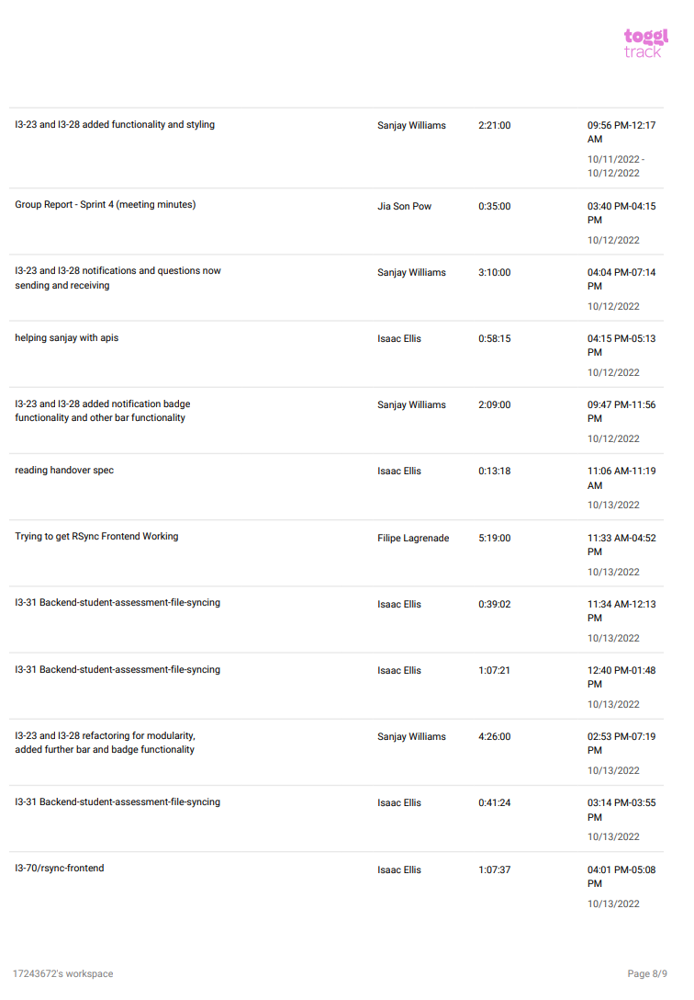 toggl
track
I3-23 and I3-28 added functionality and styling Sanjay Williams 2:21:00 09:56 PM-12:17
AM
10/11/2022 -
10/12/2022
Group Report - Sprint 4 (meeting minutes) Jia Son Pow 0:35:00 03:40 PM-04:15
PM
10/12/2022
I3-23 and I3-28 notifications and questions now Sanjay Williams 3:10:00 04:04 PM-07:14
sending and receiving PM
10/12/2022
helping sanjay with apis Isaac Ellis 0:58:15 04:15 PM-05:13
PM
10/12/2022
I3-23 and I3-28 added notification badge Sanjay Williams 2:09:00 09:47 PM-11:56
functionality and other bar functionality PM
10/12/2022
reading handover spec Isaac Ellis 0:13:18 11:06 AM-11:19
AM
10/13/2022
Trying to get RSync Frontend Working Filipe Lagrenade 5:19:00 11:33 AM-04:52
PM
10/13/2022
I3-31 Backend-student-assessment-file-syncing Isaac Ellis 0:39:02 11:34 AM-12:13
PM
10/13/2022
I3-31 Backend-student-assessment-file-syncing Isaac Ellis 1:07:21 12:40 PM-01:48
PM
10/13/2022
I3-23 and I3-28 refactoring for modularity, Sanjay Williams 4:26:00 02:53 PM-07:19
added further bar and badge functionality PM
10/13/2022
I3-31 Backend-student-assessment-file-syncing Isaac Ellis 0:41:24 03:14 PM-03:55
PM
10/13/2022
I3-70/rsync-frontend Isaac Ellis 1:07:37 04:01 PM-05:08
PM
10/13/2022
17243672's workspace Page 8/9